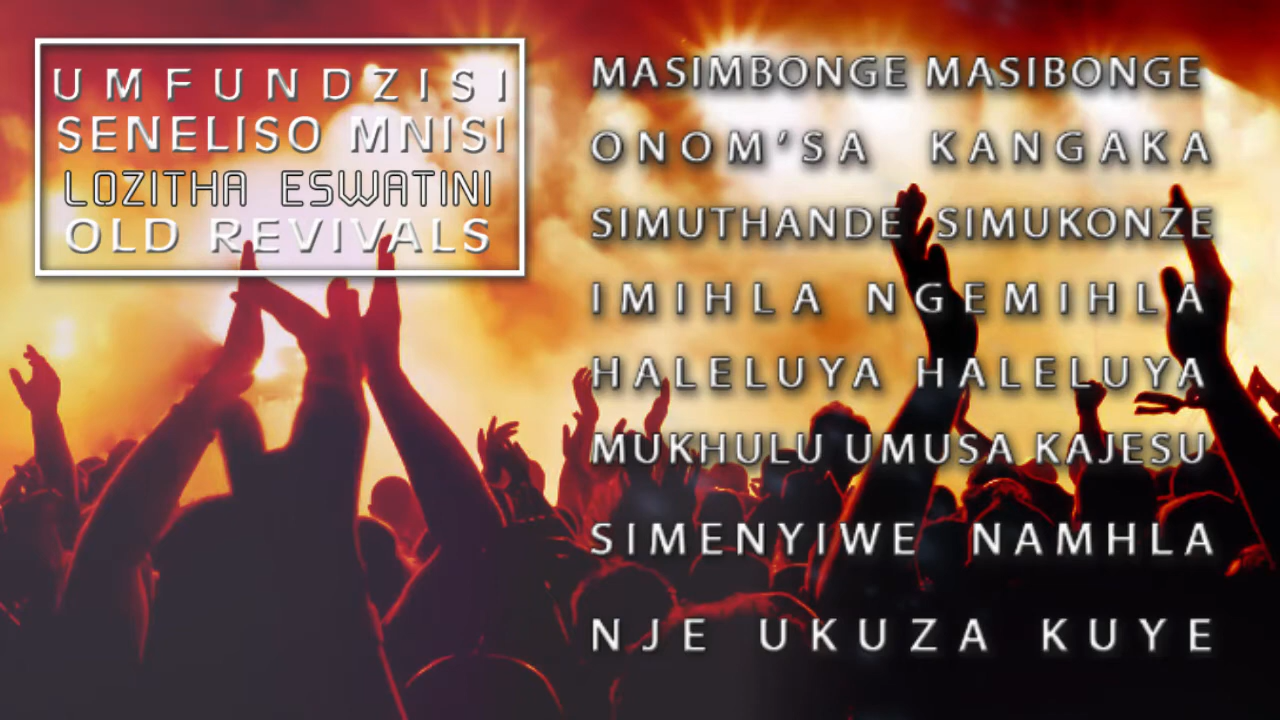 UMFUNDZISI
SENELISO MNISI
LOZITHA ESWATINI
OLD REVIVALS
MASIMBONGE MASIBONGE
ONOM'SA KANGAKA
SIMUTHANDE SIMUKONZE
IMIHLA NGEMIHLA
HALELUYA HALELUYA
MUKHULU UMUSA KAJESU
SIMENYIWE NAMHLA
NJE UKUZA KUYE